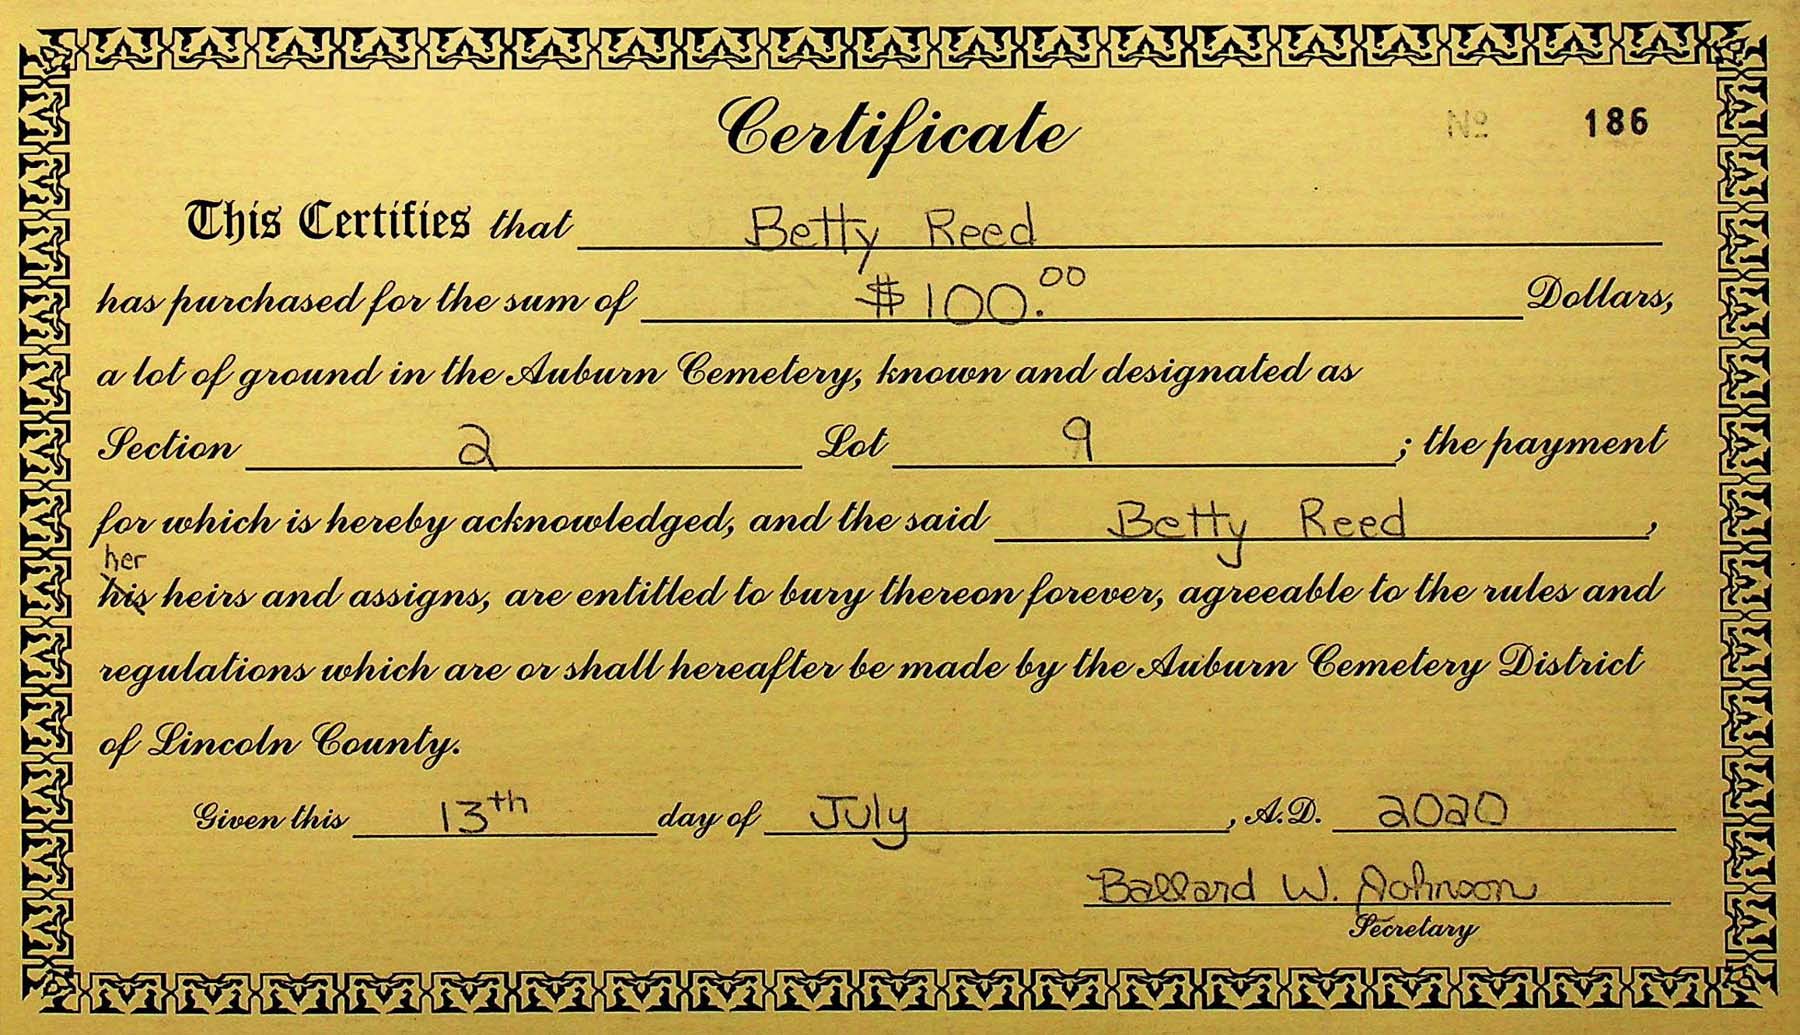 Certificate
No 186
This Certifies that Betty Reed
has purchased for the sum of $100.00 Dollars,
a lot of ground in the Auburn Cemetery, known and designated as
Section 2 Lot 9 ; the payment
for which is hereby acknowledged, and the said Betty Reed ,
her
his heirs and assigns, are entitled to bury thereon forever, agreeable to the rules and
regulations which are or shall hereafter be made by the Auburn Cemetery District
of Lincoln County.
Given this 13th day of July , A.D. 2020
Ballard W. Johnson
Secretary